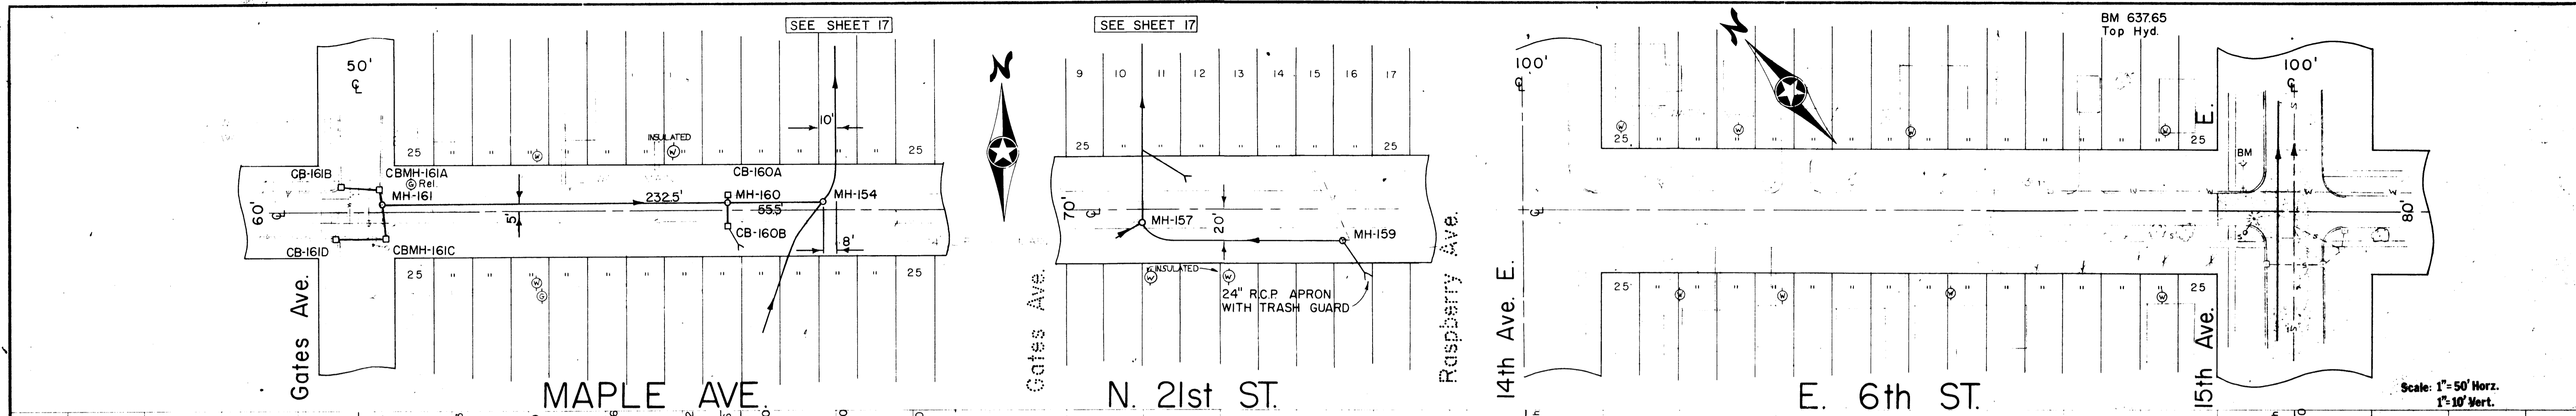 SEE SHEET 17
50'
℄
10'
INSULATED
W
W
25 " " " " " " " " " " " " 25
CB-161B
CBMH-161A
G Rel.
MH-161
CB-160A
232.5'
MH-160
55.5'
MH-154
60'
℄
5'
CB-160B
8'
CB-161D
CBMH-161C
25 " " " " " " " " " " " " 25
W
G
Gates Ave.
MAPLE AVE.
N
SEE SHEET 17
9 10 11 12 13 14 15 16 17
25 " " " " " " " 25
70'
℄
MH-157
20'
MH-159
INSULATED
W
W
24" R.C.P. APRON
WITH TRASH GUARD
Gates Ave.
Raspberry Ave.
N. 21st ST.
N
BM 637.65
Top Hyd.
100'
℄
100'
℄
W
W
W
W
25 " " " " " " " " " " " " " " 25
BM
W W W W
℄
80'
S
25 " " " " " " " " " " " " " " 25
W
W
W
W
14th Ave. E.
15th Ave. E.
E. 6th ST.
Scale: 1"= 50' Horz.
1"= 10' Vert.